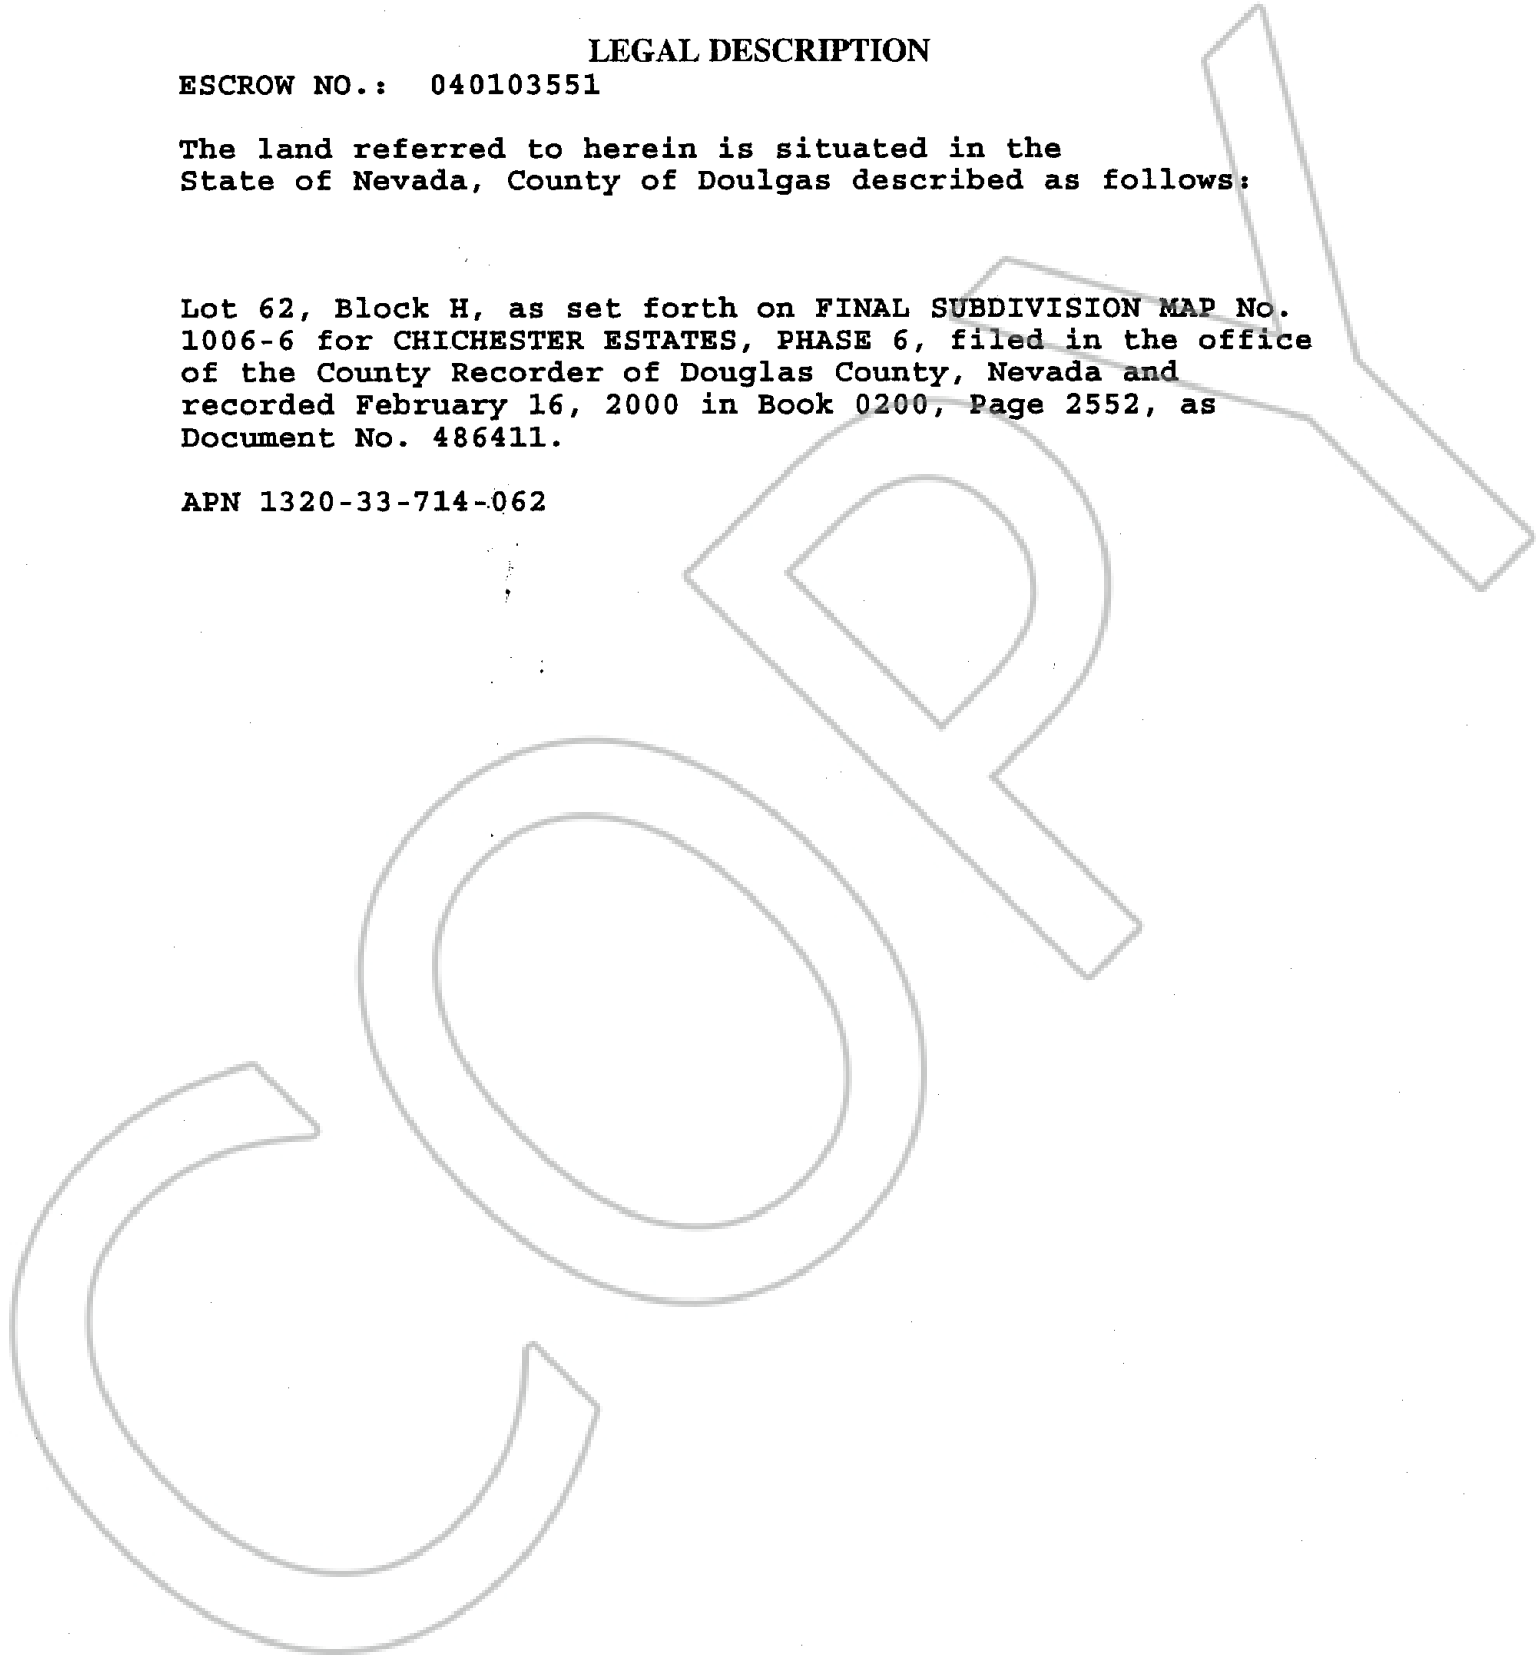 LEGAL DESCRIPTION
ESCROW NO.: 040103551
The land referred to herein is situated in the
State of Nevada, County of Doulgas described as follows:
Lot 62, Block H, as set forth on FINAL SUBDIVISION MAP No.
1006-6 for CHICHESTER ESTATES, PHASE 6, filed in the office
of the County Recorder of Douglas County, Nevada and
recorded February 16, 2000 in Book 0200, Page 2552, as
Document No. 486411.
APN 1320-33-714-062
COPY